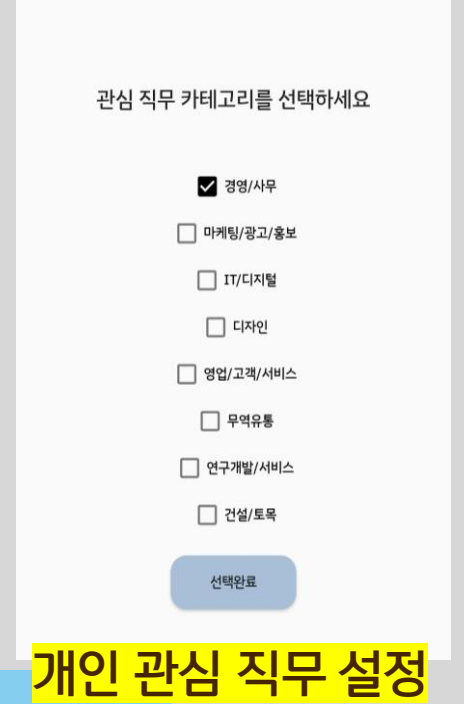 관심 직무 카테고리를 선택하세요
경영/사무
마케팅/광고/홍보
IT/디지털
디자인
영업/고객/서비스
무역유통
연구개발/서비스
건설/토목
선택완료
개인 관심 직무 설정